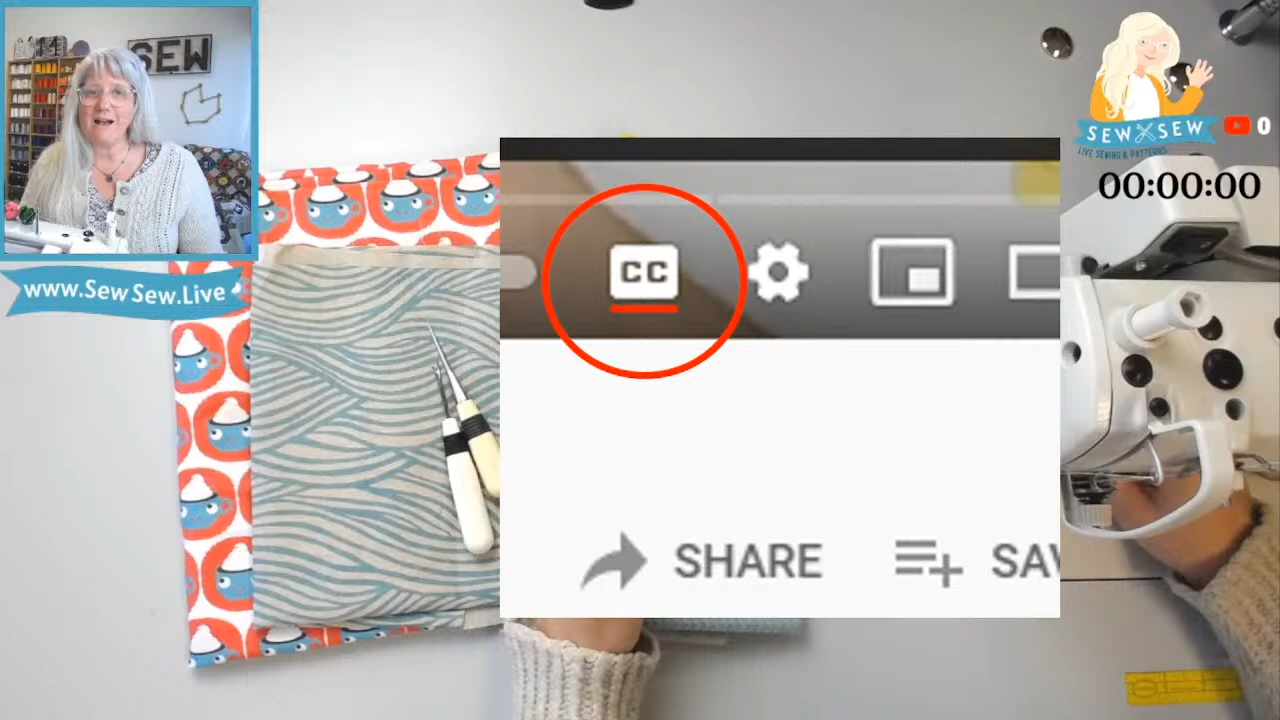 SEW
www.SewSew.Live
CC
SHARE
SAV
SEW SEW
LIVE SEWING & PATTERNS
0
00:00:00